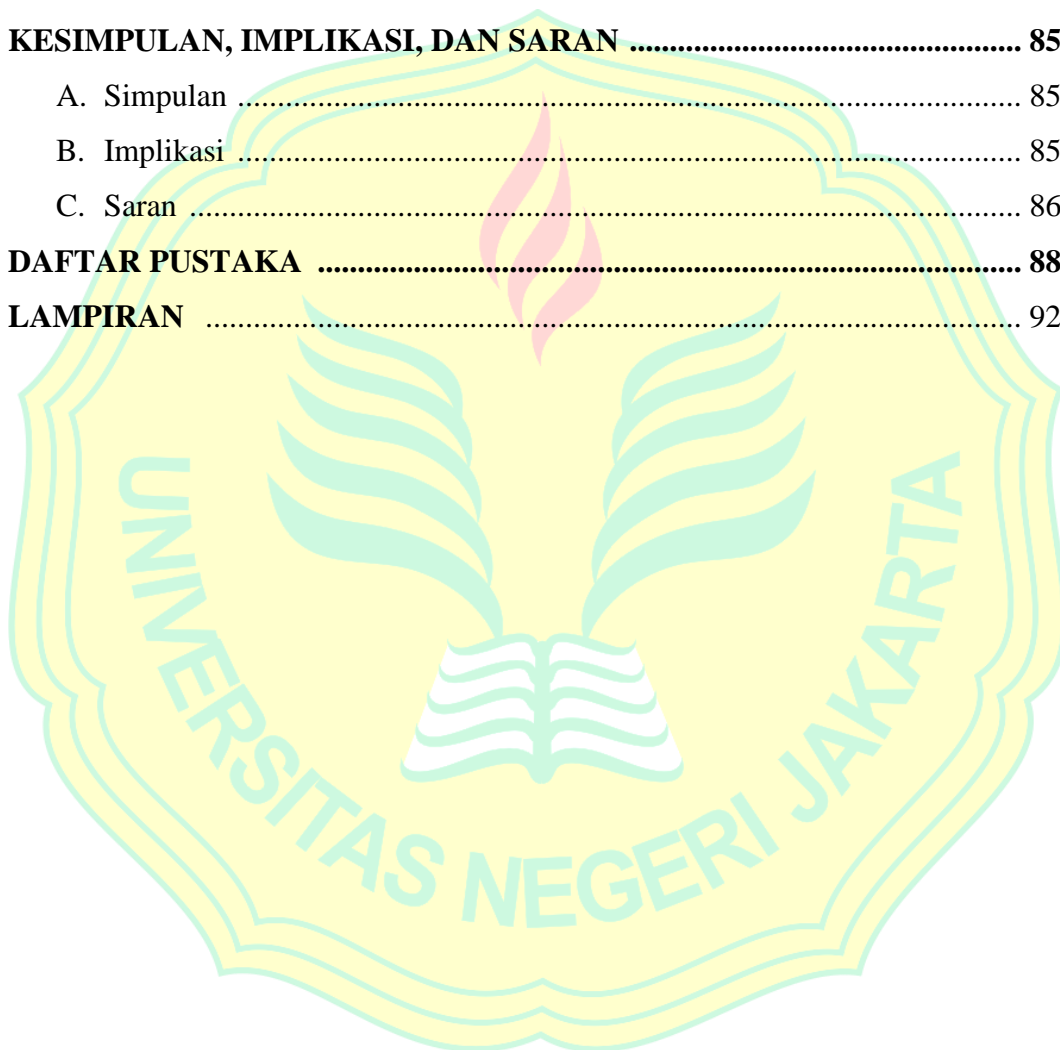 KESIMPULAN, IMPLIKASI, DAN SARAN ........................................................ 85
A. Simpulan ................................................................................................................ 85
B. Implikasi ................................................................................................................. 85
C. Saran ....................................................................................................................... 86
DAFTAR PUSTAKA ..................................................................................................... 88
LAMPIRAN .................................................................................................................... 92
UNIVERSITAS NEGERI JAKARTA